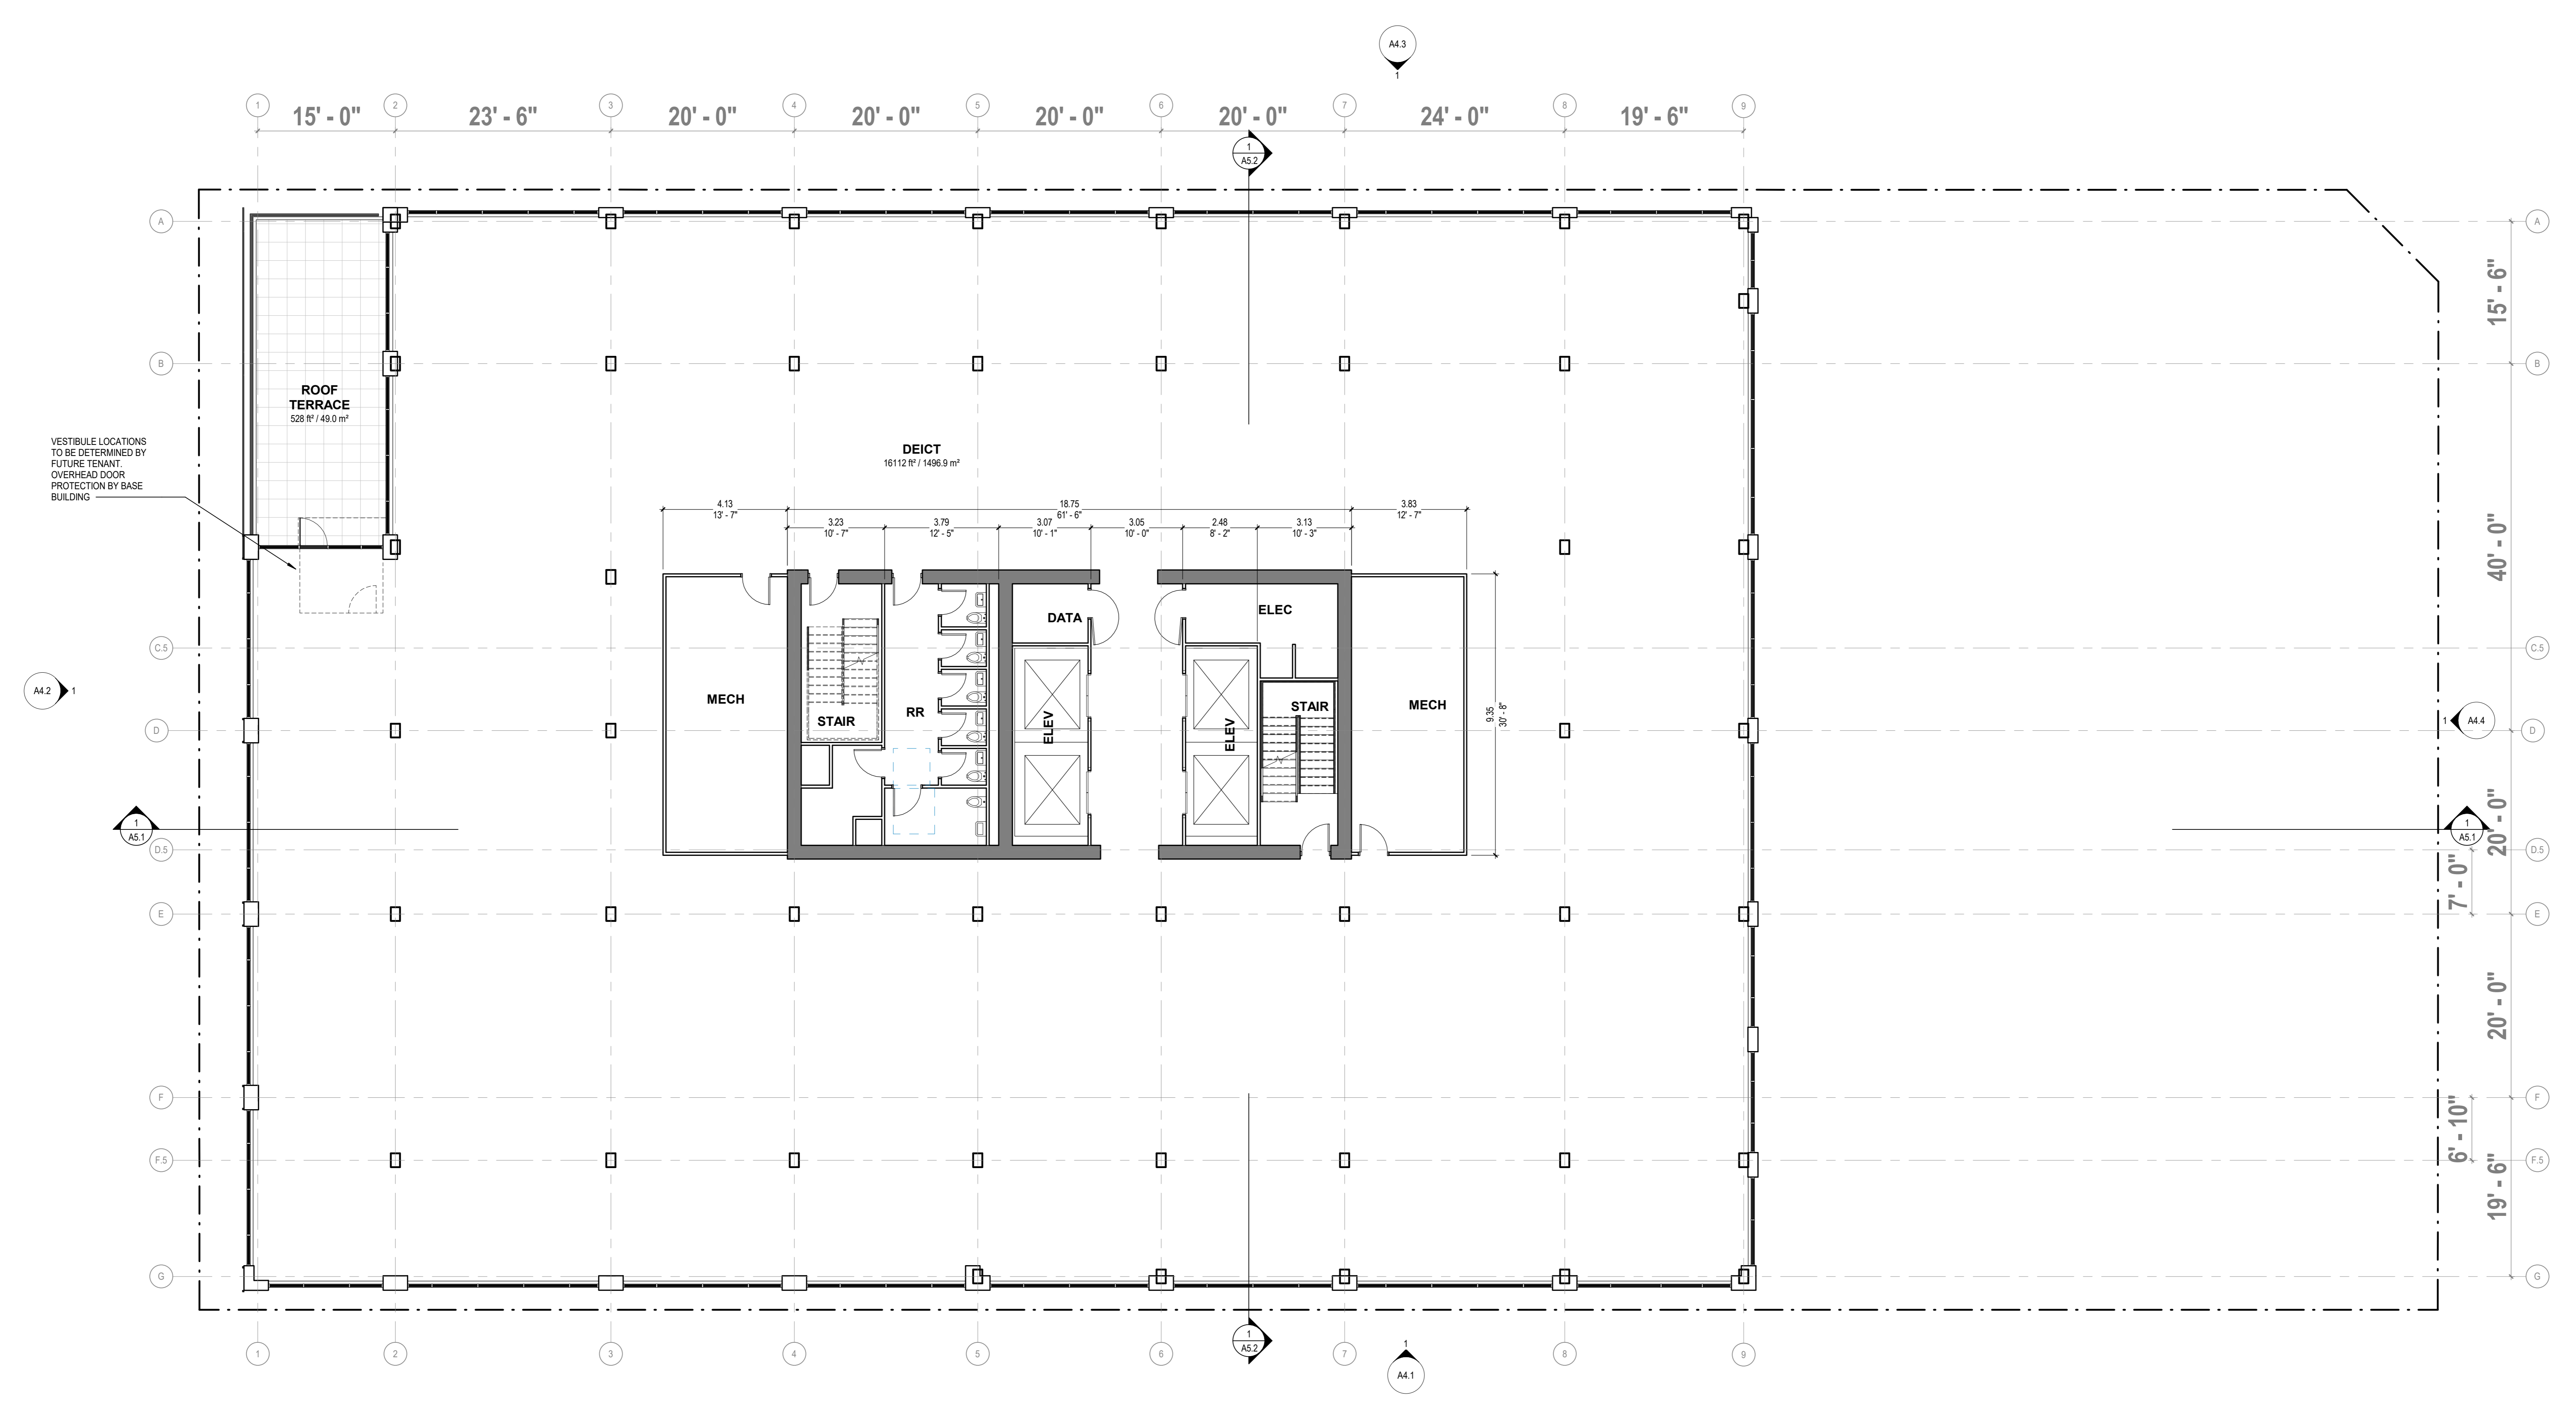 A4.3
1
1
2
3
4
5
6
7
8
9
15' - 0"
23' - 6"
20' - 0"
20' - 0"
20' - 0"
20' - 0"
24' - 0"
19' - 6"
1
A5.2
A
A
15' - 6"
B
B
ROOF
TERRACE
528 ft² / 49.0 m²
VESTIBULE LOCATIONS
TO BE DETERMINED BY
FUTURE TENANT.
OVERHEAD DOOR
PROTECTION BY BASE
BUILDING
DEICT
16112 ft² / 1496.9 m²
4.13
13' - 7"
18.75
61' - 6"
3.83
12' - 7"
3.23
10' - 7"
3.79
12' - 5"
3.07
10' - 1"
3.05
10' - 0"
2.48
8' - 2"
3.13
10' - 3"
40' - 0"
DATA
ELEC
C.5
C.5
A4.2
1
MECH
STAIR
RR
ELEV
ELEV
STAIR
MECH
9.35
30' - 8"
1
A4.4
D
D
1
A5.1
1
A5.1
20' - 0"
D.5
D.5
7' - 0"
E
E
20' - 0"
F
F
6' - 10"
F.5
F.5
19' - 6"
G
G
1
A5.2
1
2
3
4
5
6
7
8
9
1
A4.1